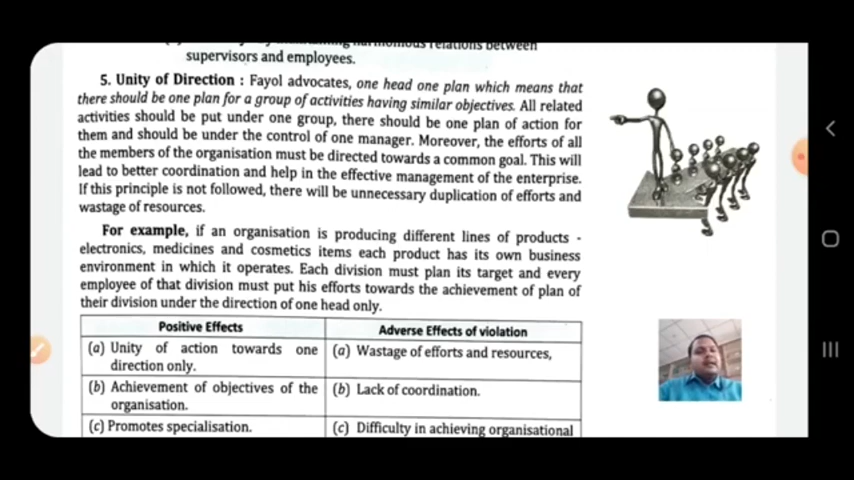 harmonious relations between
supervisors and employees.
5. Unity of Direction : Fayol advocates, one head one plan which means that
there should be one plan for a group of activities having similar objectives. All related
activities should be put under one group, there should be one plan of action for
them and should be under the control of one manager. Moreover, the efforts of all
the members of the organisation must be directed towards a common goal. This will
lead to better coordination and help in the effective management of the enterprise.
If this principle is not followed, there will be unnecessary duplication of efforts and
wastage of resources.
For example, if an organisation is producing different lines of products -
electronics, medicines and cosmetics items each product has its own business
environment in which it operates. Each division must plan its target and every
employee of that division must put his efforts towards the achievement of plan of
their division under the direction of one head only.
Positive Effects
Adverse Effects of violation
(a) Unity of action towards one
direction only.
(a) Wastage of efforts and resources,
(b) Achievement of objectives of the
organisation.
(b) Lack of coordination.
(c) Promotes specialisation.
(c) Difficulty in achieving organisational